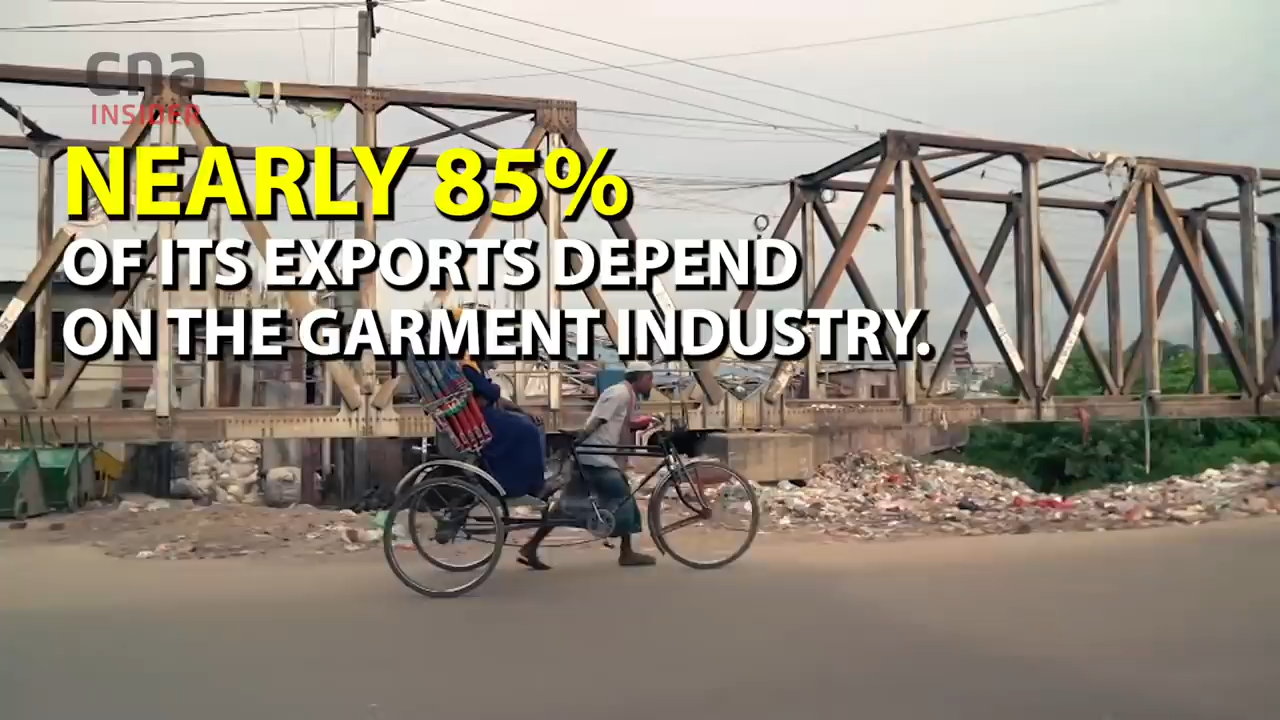 cna
INSIDER
NEARLY 85%
OF ITS EXPORTS DEPEND
ON THE GARMENT INDUSTRY.